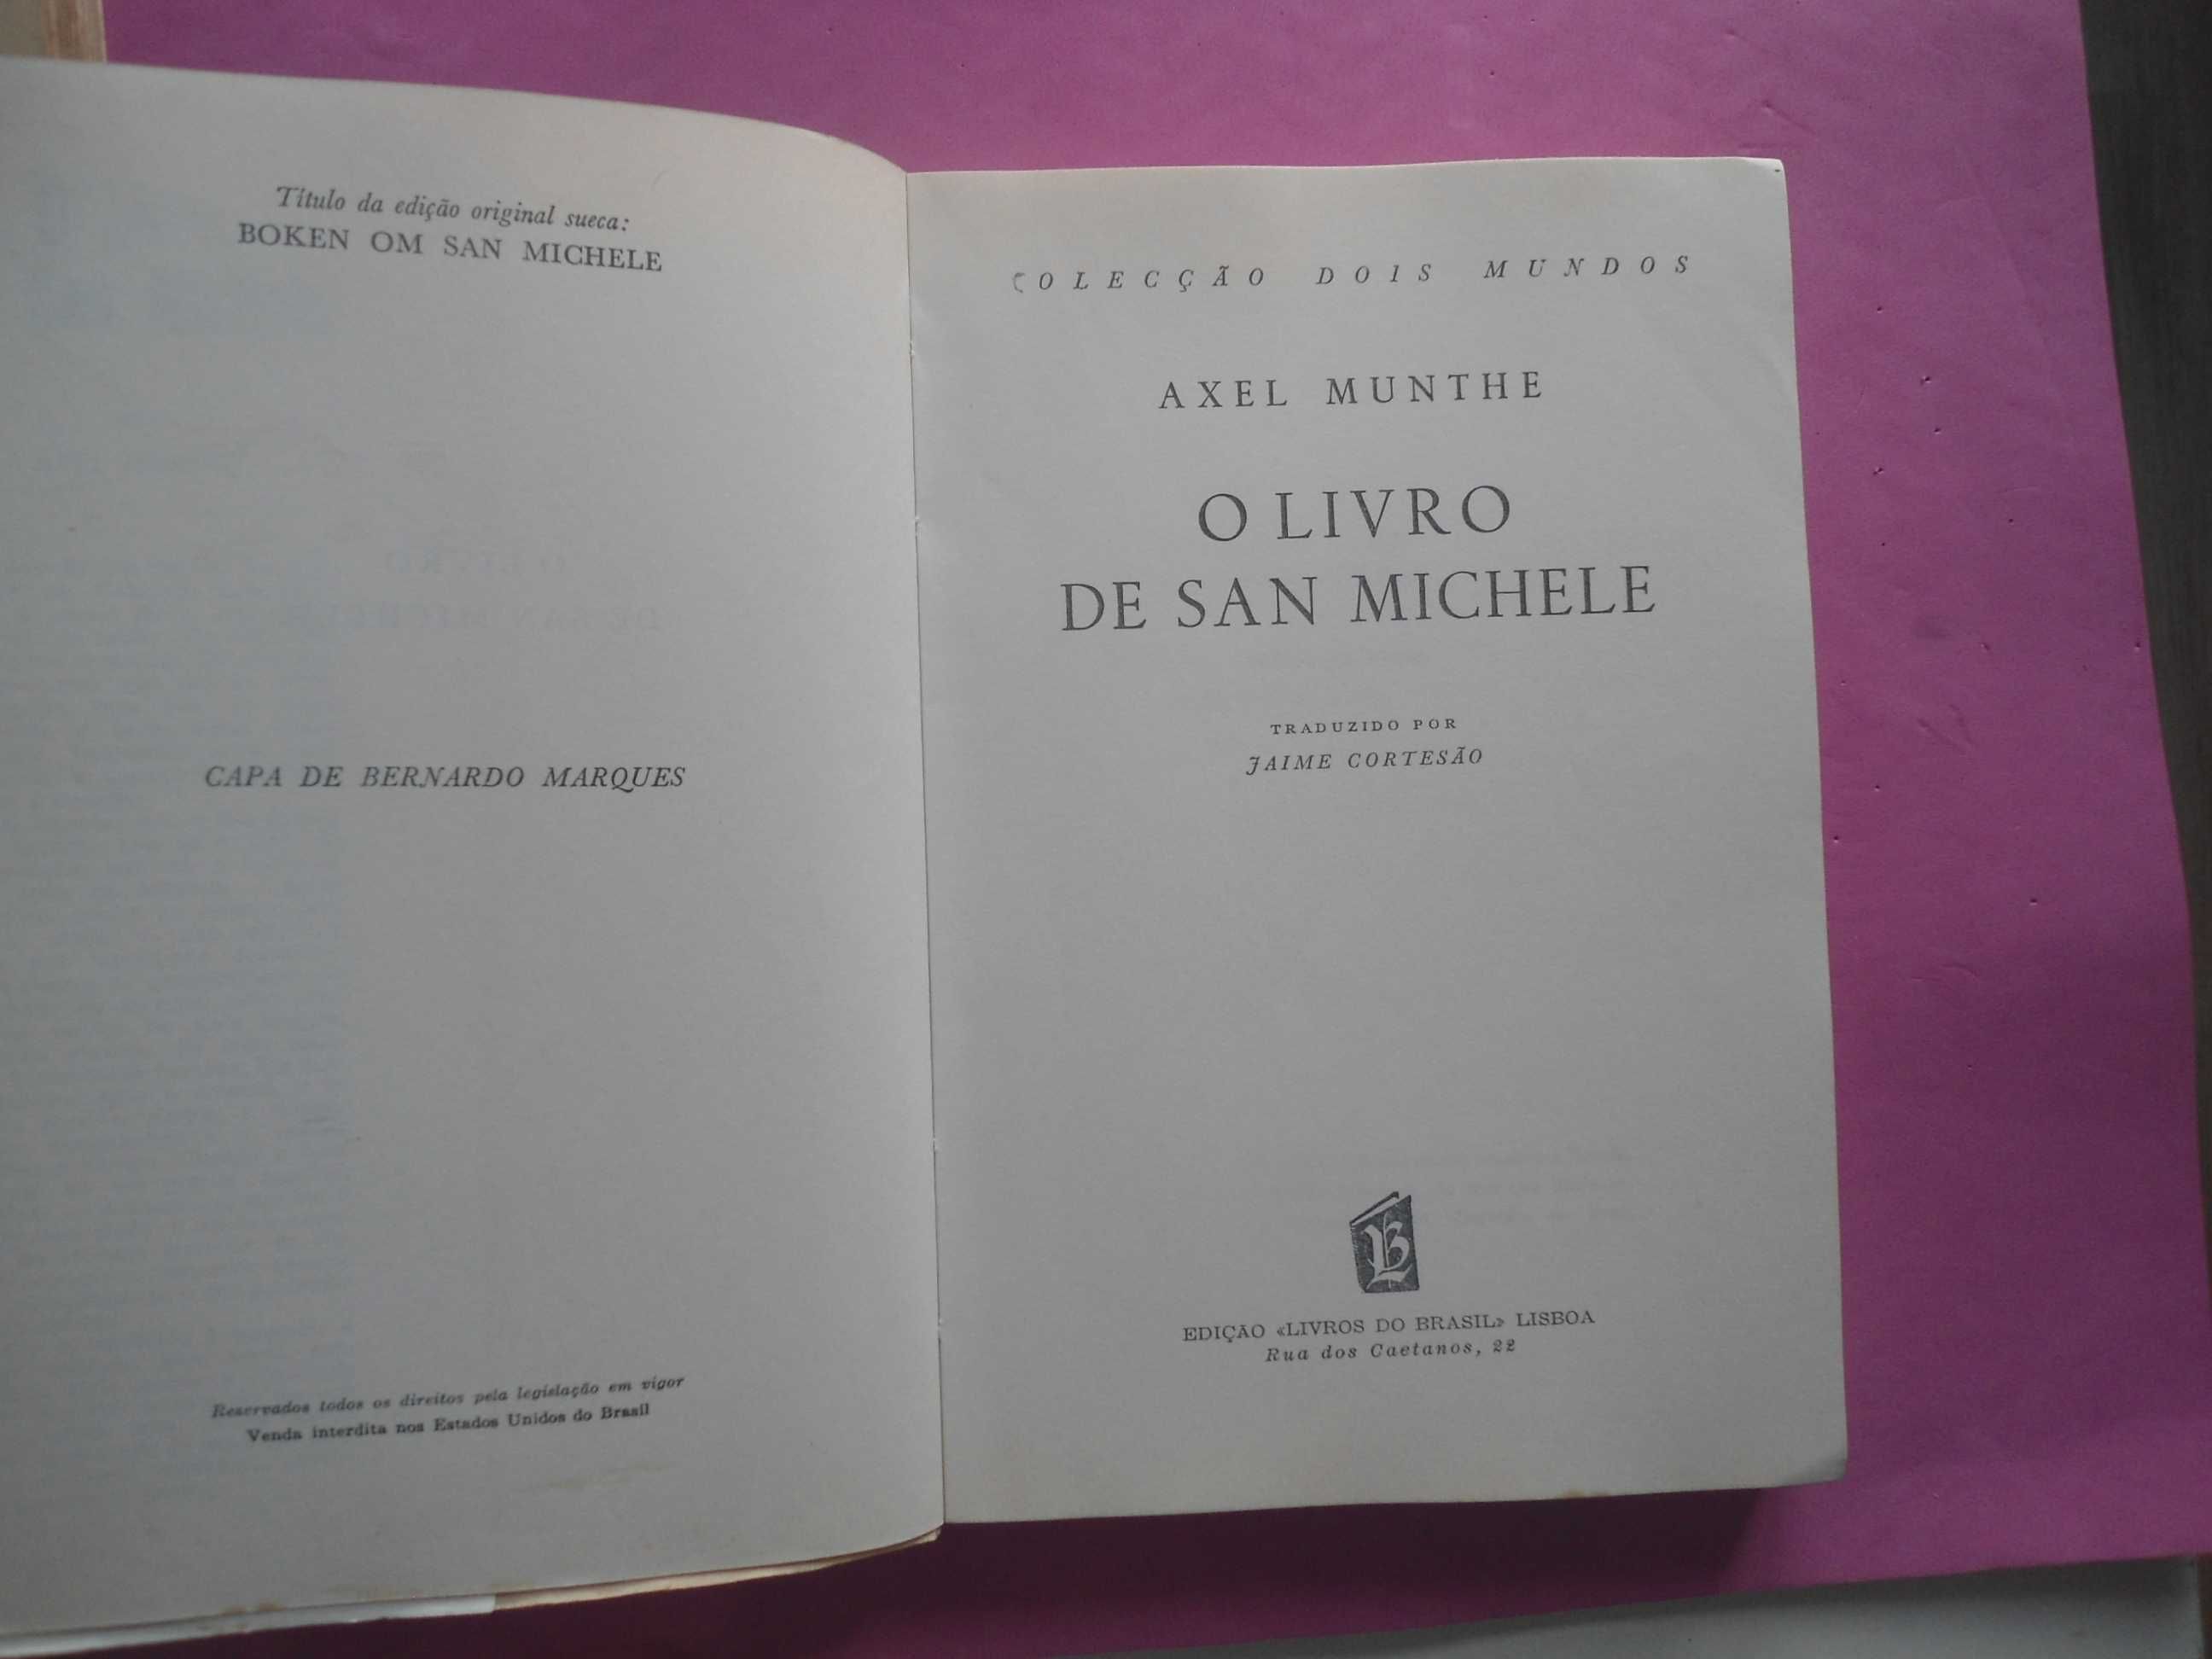 Título da edição original sueca:
BOKEN OM SAN MICHELE
CAPA DE BERNARDO MARQUES
Reservados todos os direitos pela legislação em vigor
Venda interdita nos Estados Unidos do Brasil
COLECÇÃO DOIS MUNDOS
AXEL MUNTHE
O LIVRO
DE SAN MICHELE
TRADUZIDO POR
JAIME CORTESÃO
LB
EDIÇÃO «LIVROS DO BRASIL» LISBOA
Rua dos Caetanos, 22